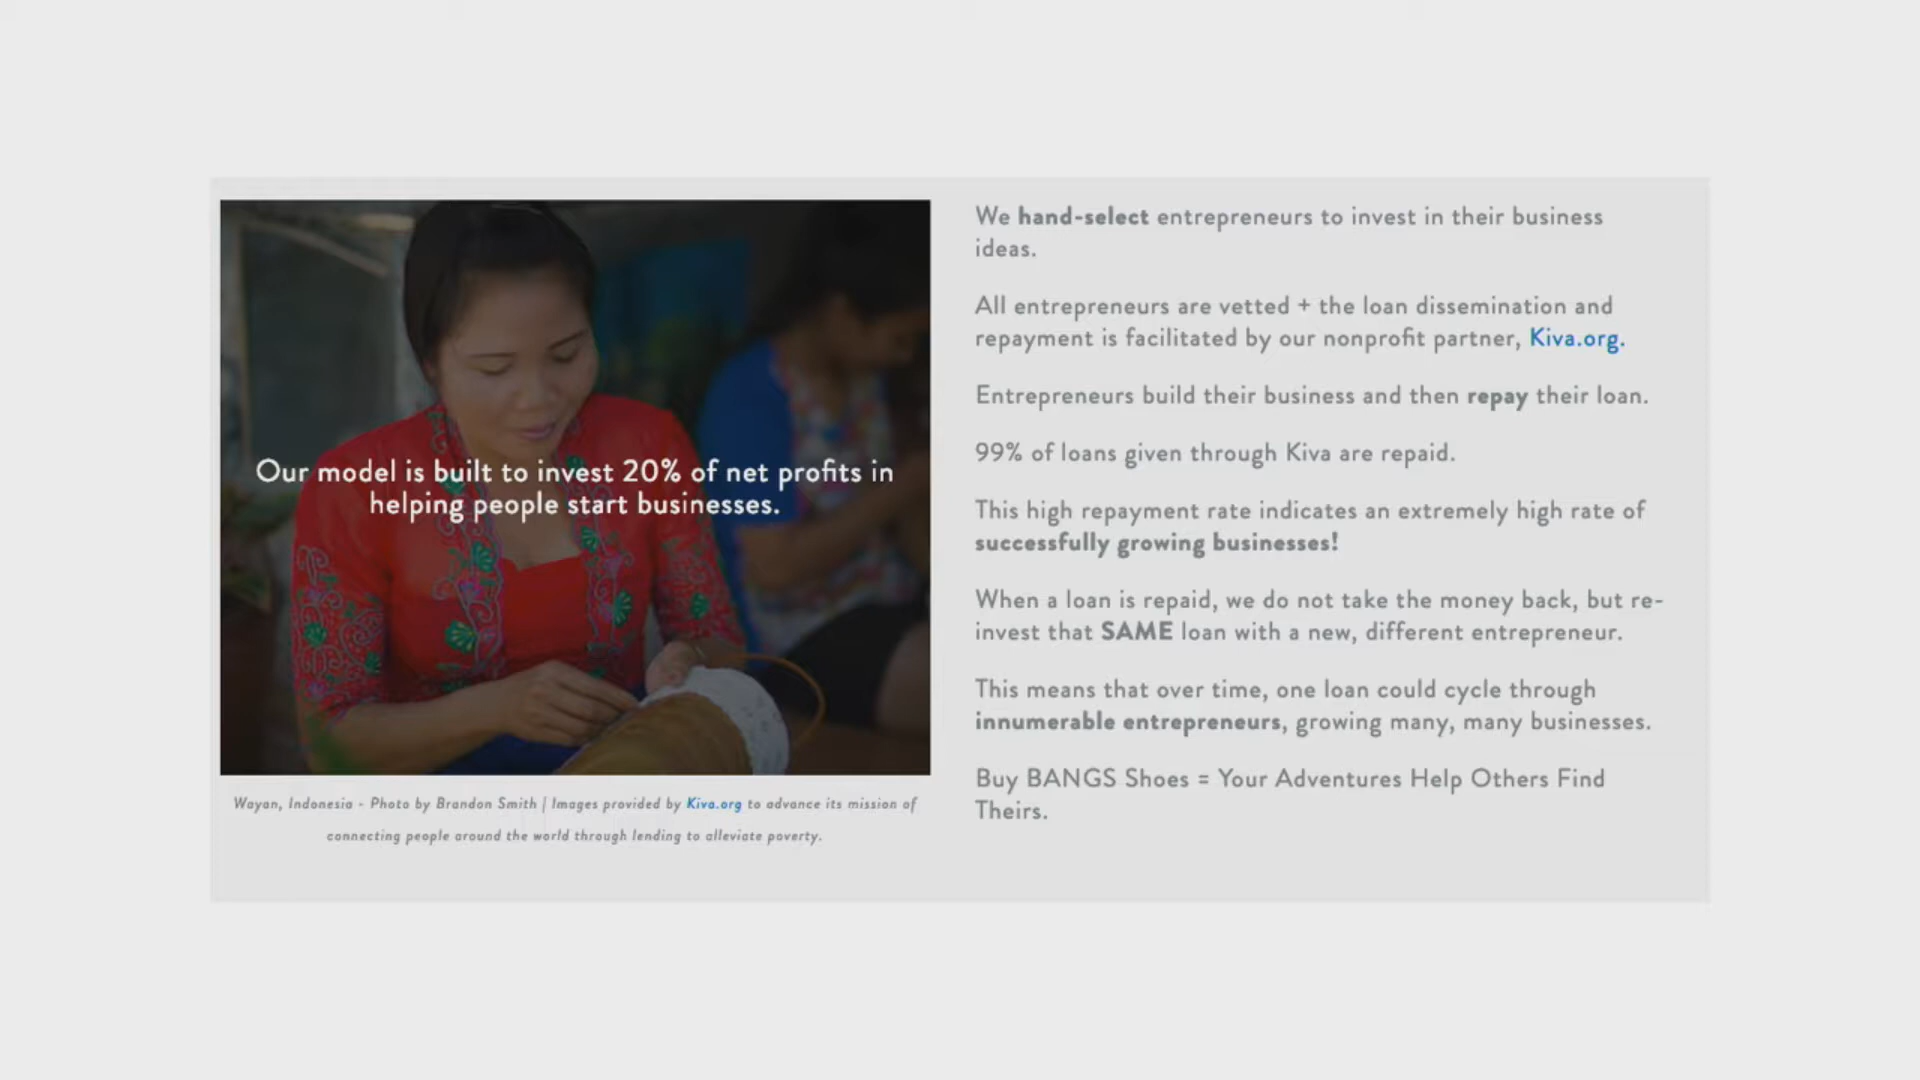 Our model is built to invest 20% of net profits in
helping people start businesses.
Wayan, Indonesia - Photo by Brandon Smith | Images provided by Kiva.org to advance its mission of
connecting people around the world through lending to alleviate poverty.
We hand-select entrepreneurs to invest in their business
ideas.
All entrepreneurs are vetted + the loan dissemination and
repayment is facilitated by our nonprofit partner, Kiva.org.
Entrepreneurs build their business and then repay their loan.
99% of loans given through Kiva are repaid.
This high repayment rate indicates an extremely high rate of
successfully growing businesses!
When a loan is repaid, we do not take the money back, but re-
invest that SAME loan with a new, different entrepreneur.
This means that over time, one loan could cycle through
innumerable entrepreneurs, growing many, many businesses.
Buy BANGS Shoes = Your Adventures Help Others Find
Theirs.